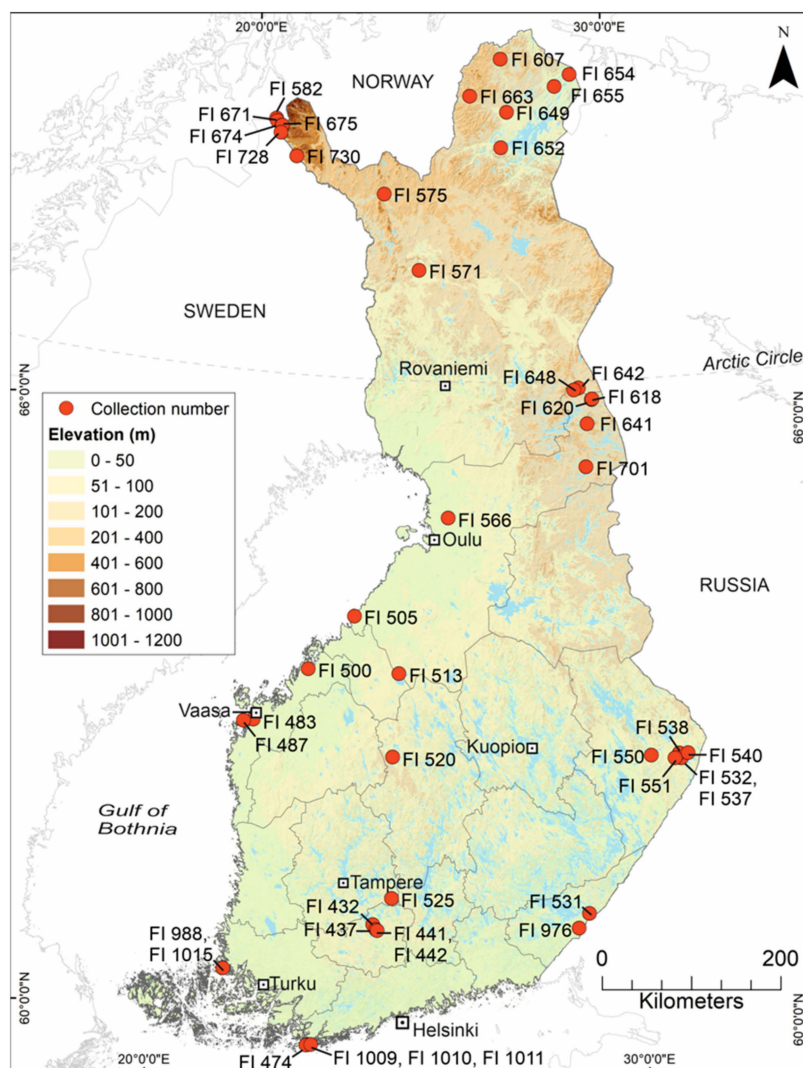 20°0'0"E
30°0'0"E
N
NORWAY
FI 607
FI 654
FI 655
FI 663
FI 649
FI 652
FI 582
FI 671
FI 675
FI 674
FI 728
FI 730
FI 575
FI 571
SWEDEN
Arctic Circle
Rovaniemi
66°0'0"N
66°0'0"N
FI 648
FI 642
FI 620
FI 618
FI 641
FI 701
Collection number
Elevation (m)
0 - 50
51 - 100
101 - 200
201 - 400
401 - 600
601 - 800
801 - 1000
1001 - 1200
FI 566
Oulu
RUSSIA
FI 505
FI 500
FI 513
Vaasa
FI 483
FI 487
FI 520
Kuopio
FI 538
FI 550
FI 540
FI 551
FI 532,
FI 537
Gulf of
Bothnia
Tampere
FI 525
FI 432
FI 437
FI 441,
FI 442
FI 531
FI 976
FI 988,
FI 1015
Turku
0
200
Kilometers
60°0'0"N
60°0'0"N
Helsinki
FI 474
FI 1009, FI 1010, FI 1011
20°0'0"E
30°0'0"E